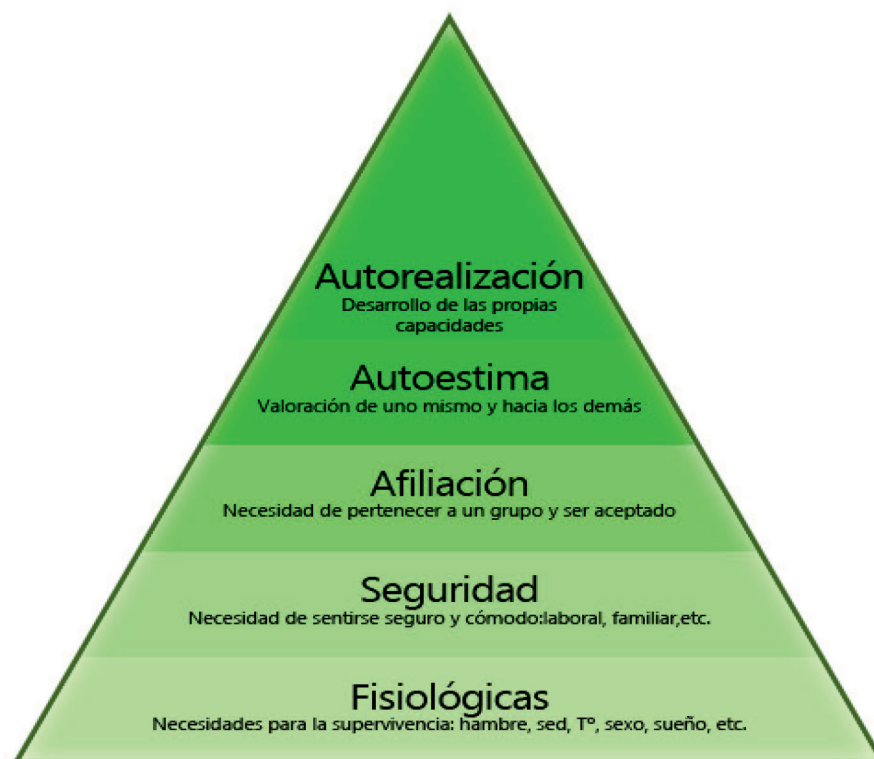 Autorealización
Desarrollo de las propias
capacidades
Autoestima
Valoración de uno mismo y hacia los demás
Afiliación
Necesidad de pertenecer a un grupo y ser aceptado
Seguridad
Necesidad de sentirse seguro y cómodo:laboral, familiar,etc.
Fisiológicas
Necesidades para la supervivencia: hambre, sed, Tº, sexo, sueño, etc.